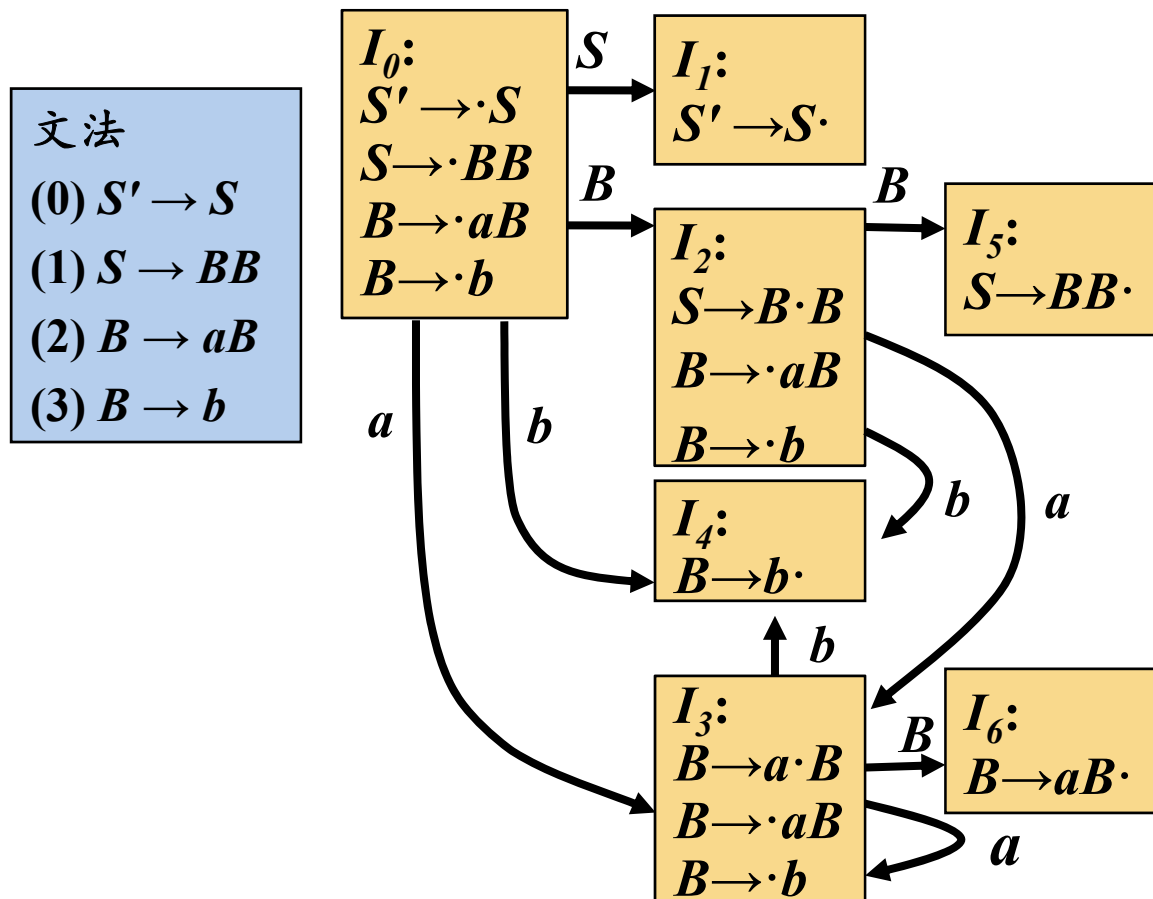 文法
(0) S' → S
(1) S → BB
(2) B → aB
(3) B → b
I0:
S' →·S
S→·BB
B→·aB
B→·b
S
I1:
S' →S·
B
I2:
S→B·B
B→·aB
B→·b
B
I5:
S→BB·
a
b
b
a
I4:
B→b·
b
I3:
B→a·B
B→·aB
B→·b
B
I6:
B→aB·
a